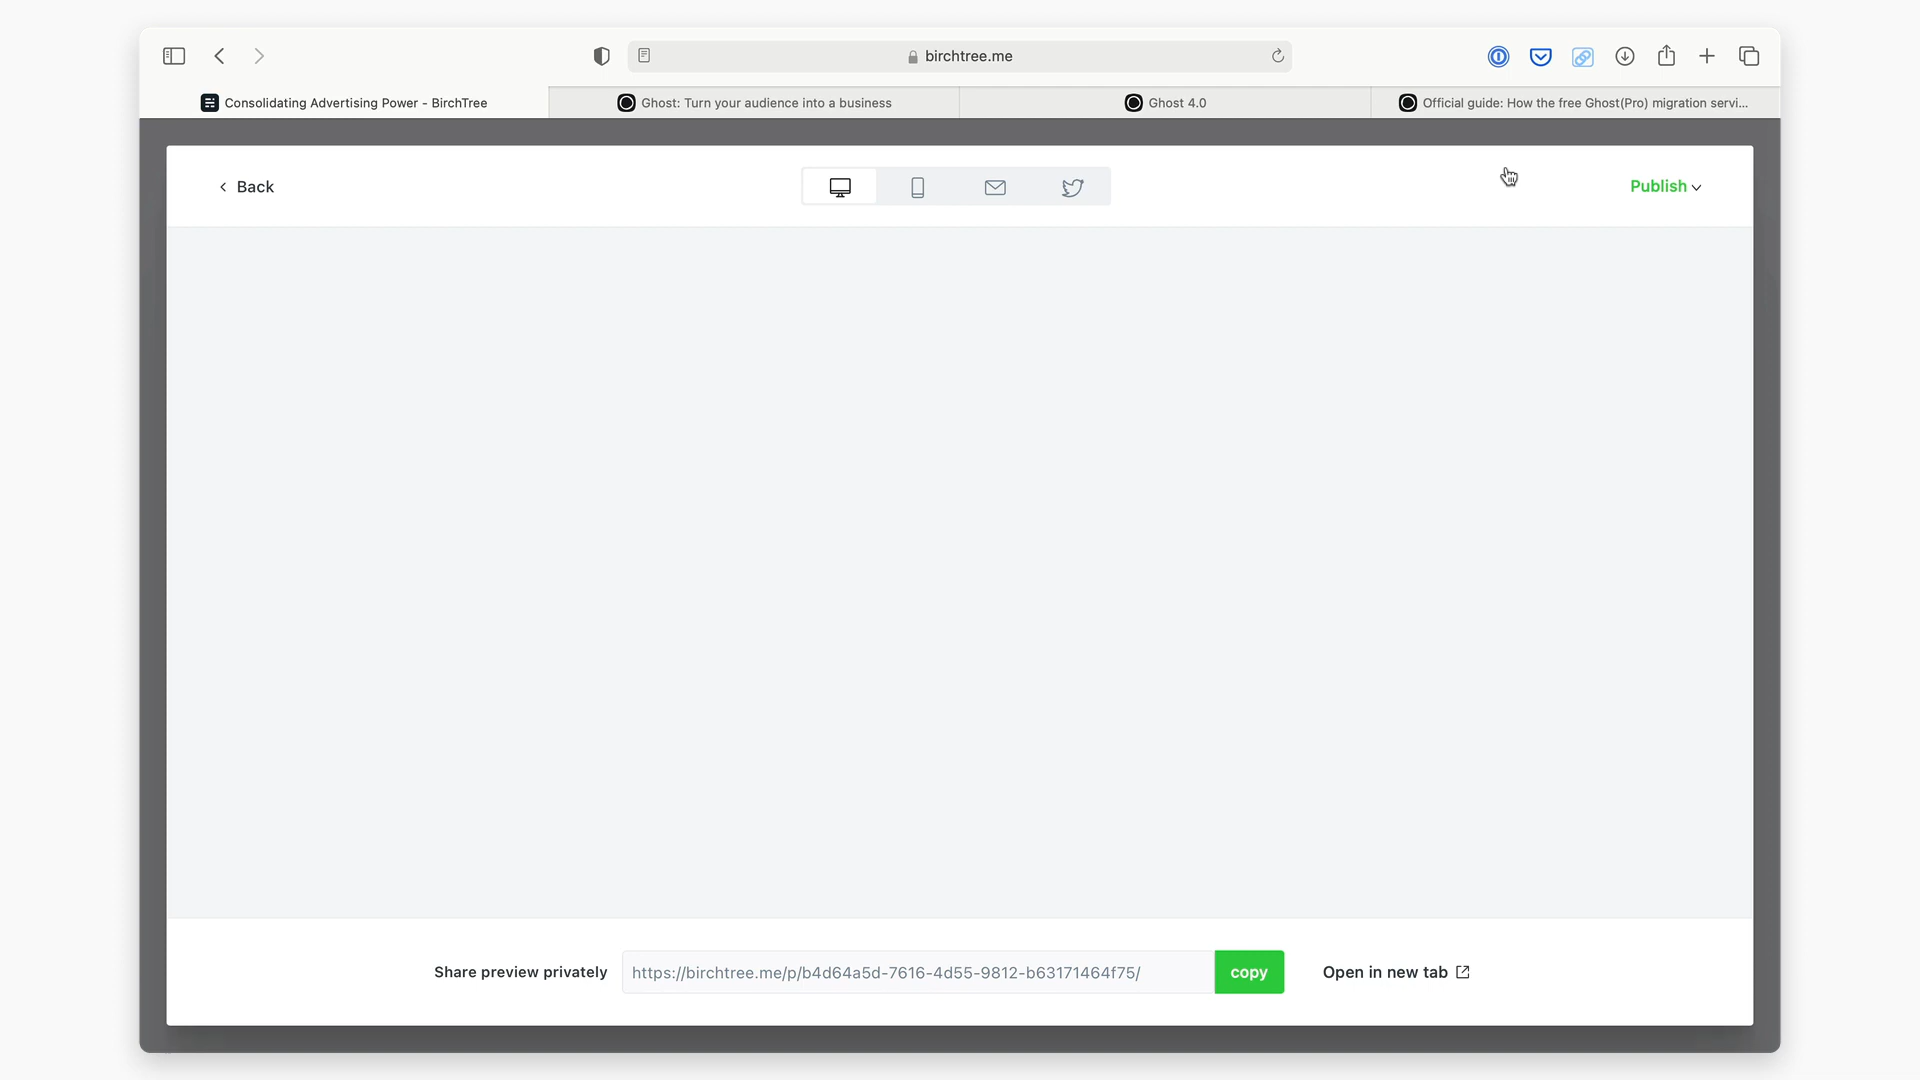 birchtree.me
Consolidating Advertising Power - BirchTree
Ghost: Turn your audience into a business
Ghost 4.0
Official guide: How the free Ghost(Pro) migration servi...
Back
Publish
Share preview privately
https://birchtree.me/p/b4d64a5d-7616-4d55-9812-b63171464f75/
copy
Open in new tab